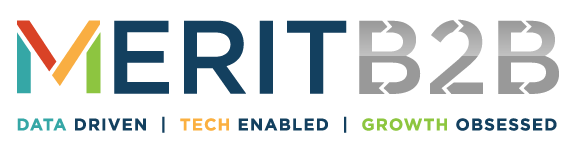 MERITB2B
DATA DRIVEN | TECH ENABLED | GROWTH OBSESSED